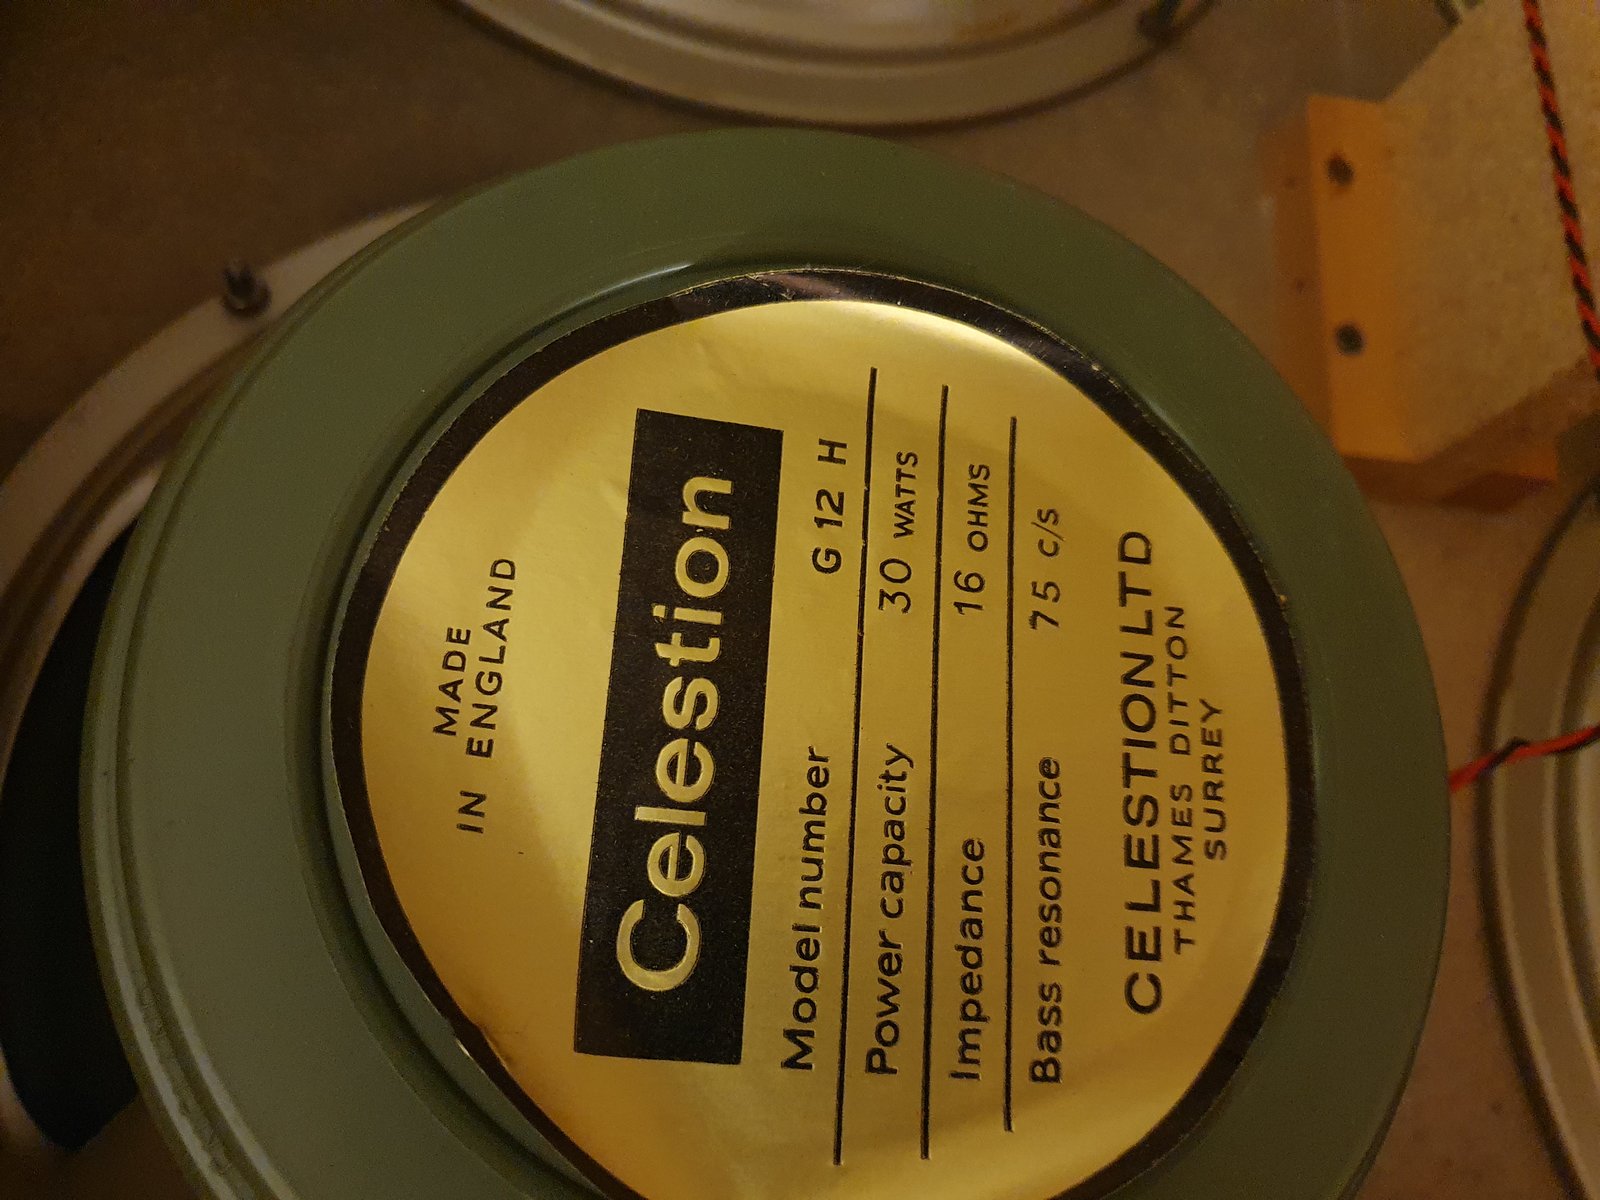 MADE
IN ENGLAND
Celestion
Model number G 12 H
Power capacity 30 WATTS
Impedance 16 OHMS
Bass resonance 75 c/s
CELESTION LTD
THAMES DITTON
SURREY